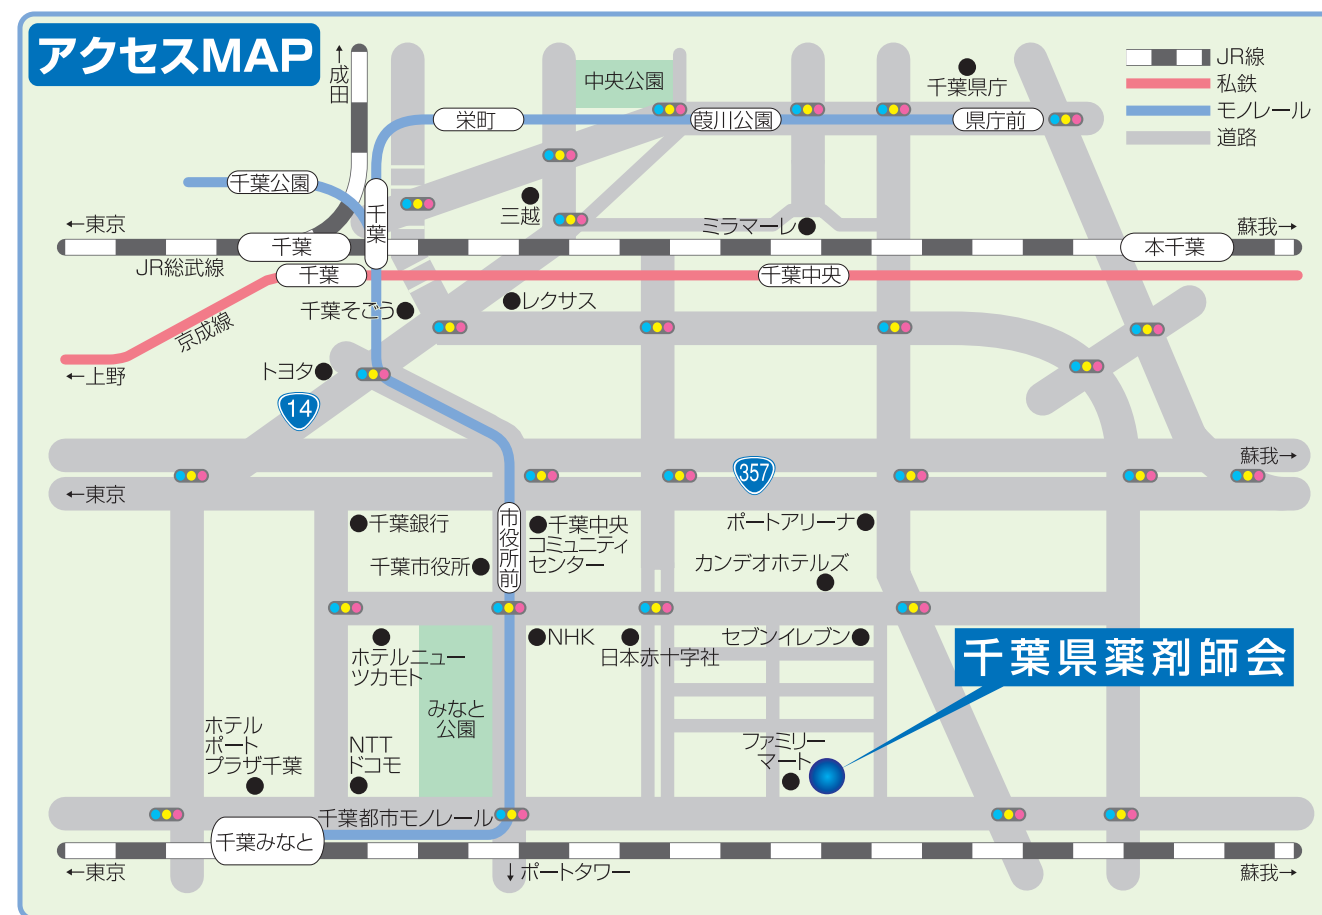 アクセスMAP
↑
成田
中央公園
千葉県庁
JR線
私鉄
モノレール
道路
栄町
葭川公園
県庁前
千葉公園
千葉
三越
ミラマーレ
←東京
蘇我→
千葉
本千葉
JR総武線
千葉
千葉中央
千葉そごう
レクサス
京成線
トヨタ
←上野
14
蘇我→
357
←東京
千葉銀行
市役所前
千葉中央
コミュニティ
センター
ポートアリーナ
千葉市役所
カンデオホテルズ
NHK
日本赤十字社
セブンイレブン
千葉県薬剤師会
ホテルニュー
ツカモト
みなと
公園
ホテル
ポート
プラザ千葉
NTT
ドコモ
ファミリー
マート
千葉都市モノレール
千葉みなと
←東京
↓ポートタワー
蘇我→